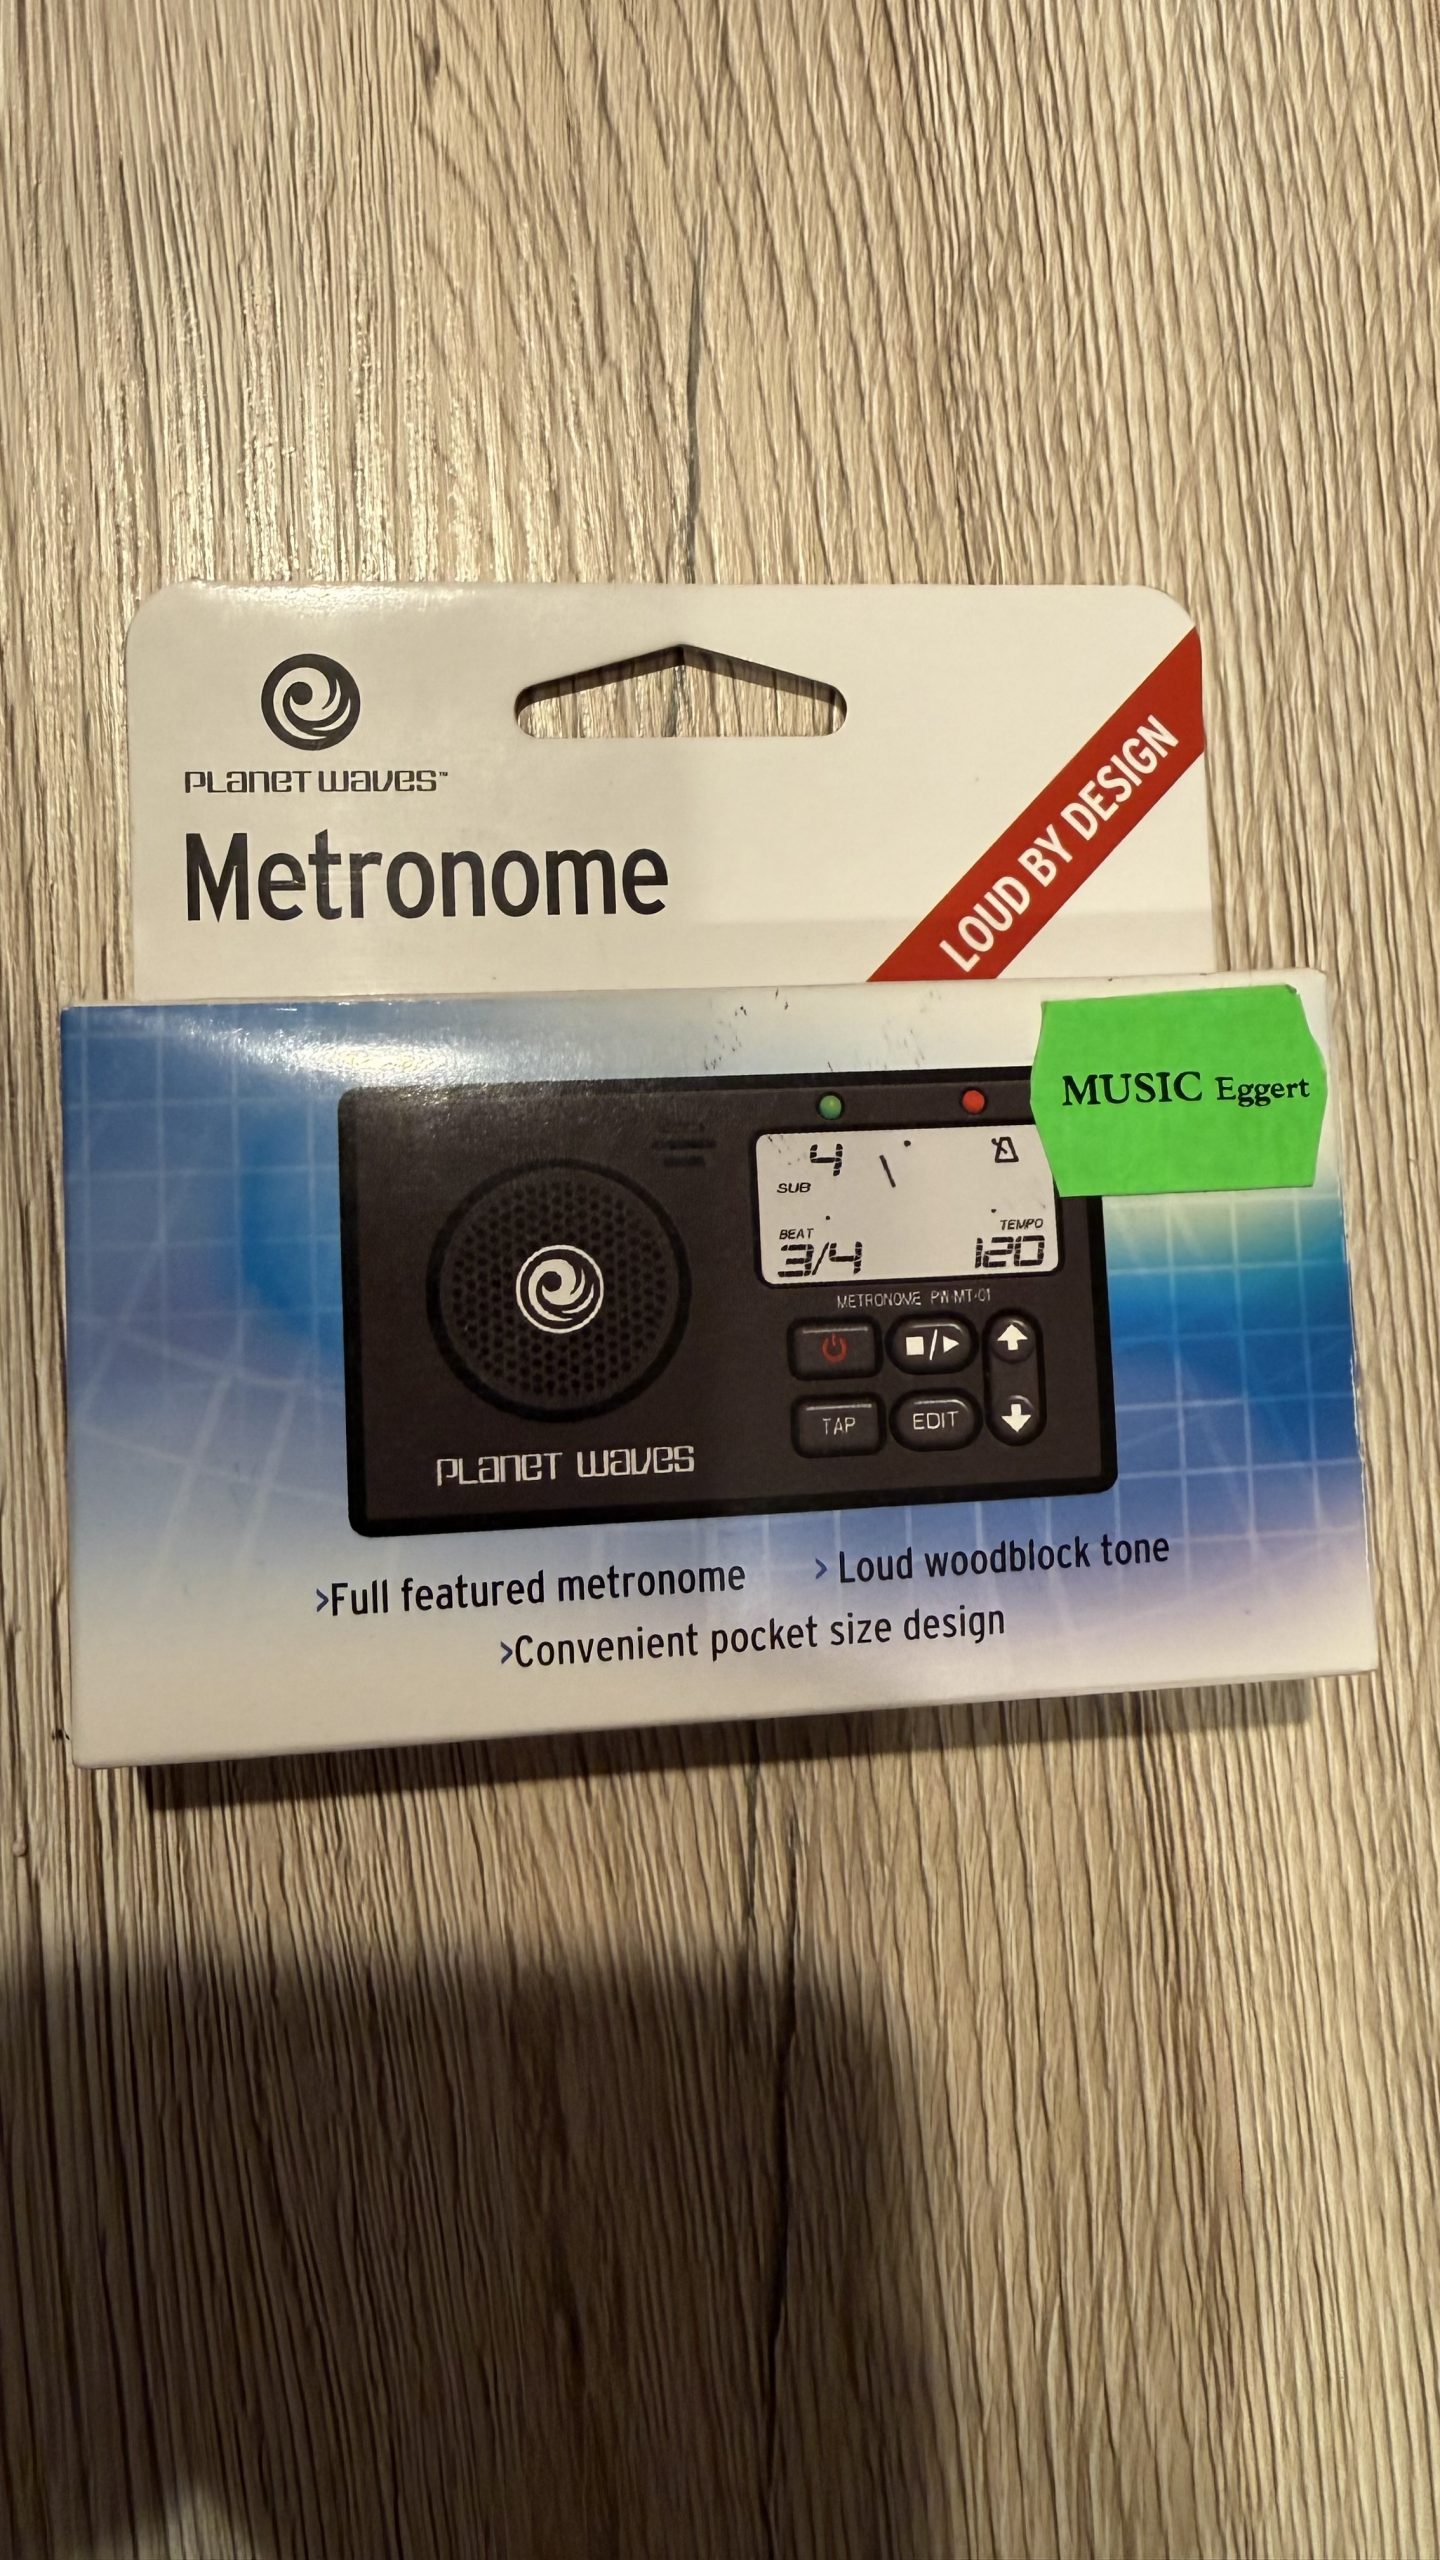 PLANET WAVES™
Metronome
LOUD BY DESIGN
MUSIC Eggert
4
SUB
BEAT
TEMPO
3/4
120
METRONOME PW-MT-01
TAP
EDIT
PLANET WAVES
>Full featured metronome
> Loud woodblock tone
>Convenient pocket size design